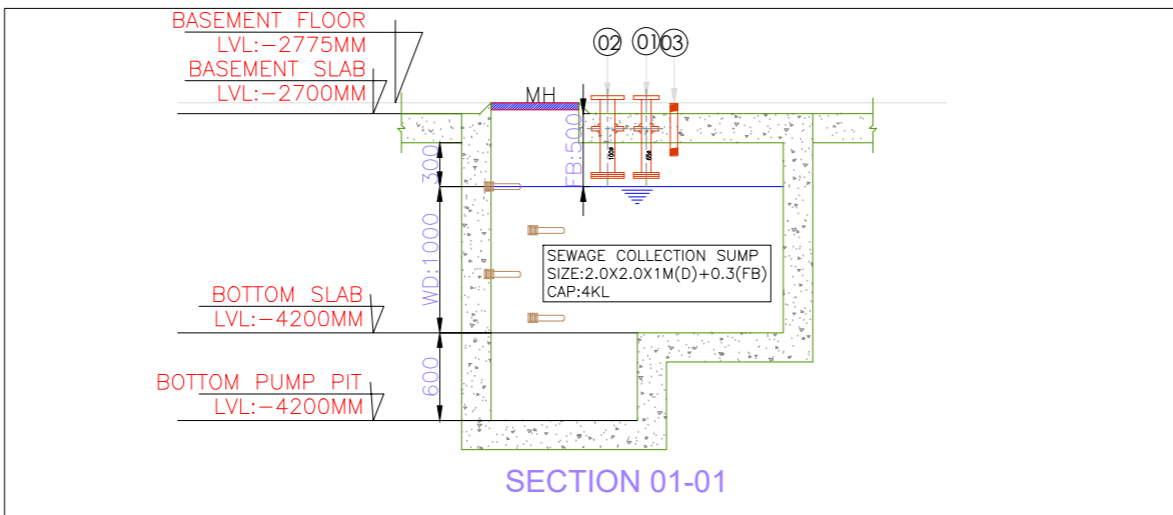 BASEMENT FLOOR
LVL:-2775MM
BASEMENT SLAB
LVL:-2700MM
02
01
03
MH
300
FB:500
100ø
65ø
WD:1000
SEWAGE COLLECTION SUMP
SIZE:2.0X2.0X1M(D)+0.3(FB)
CAP:4KL
BOTTOM SLAB
LVL:-4200MM
600
BOTTOM PUMP PIT
LVL:-4200MM
SECTION 01-01